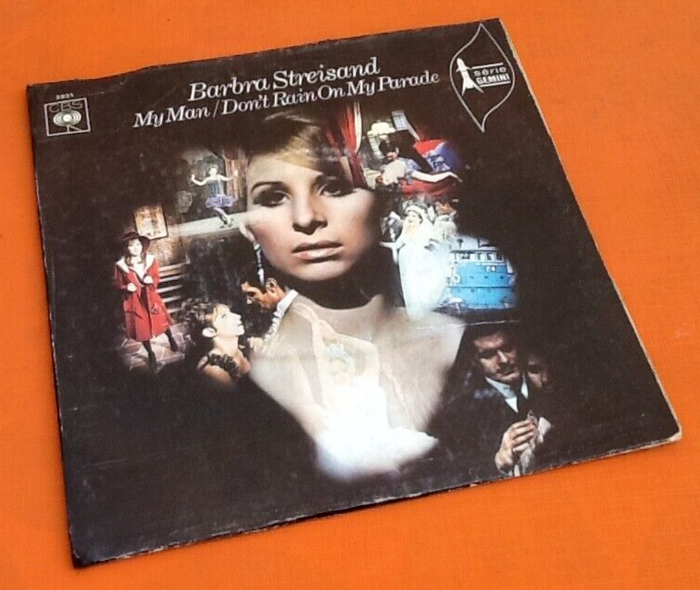 Barbra Streisand
My Man / Don't Rain On My Parade
CBS
série
GEMINI